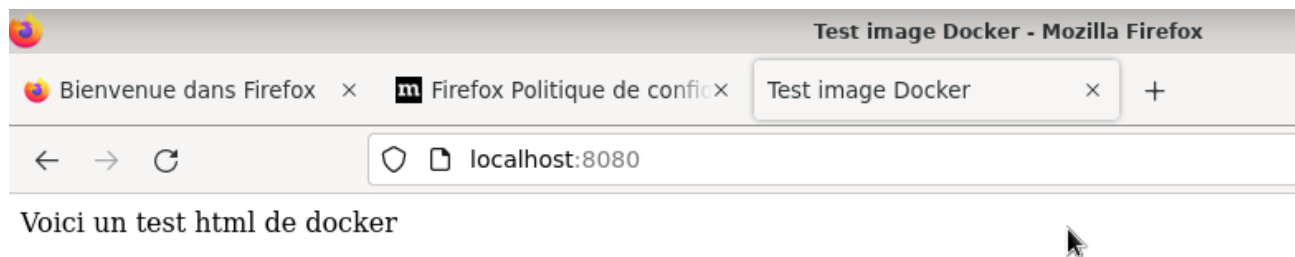 Test image Docker - Mozilla Firefox
Bienvenue dans Firefox
m Firefox Politique de confic
Test image Docker
localhost:8080
Voici un test html de docker